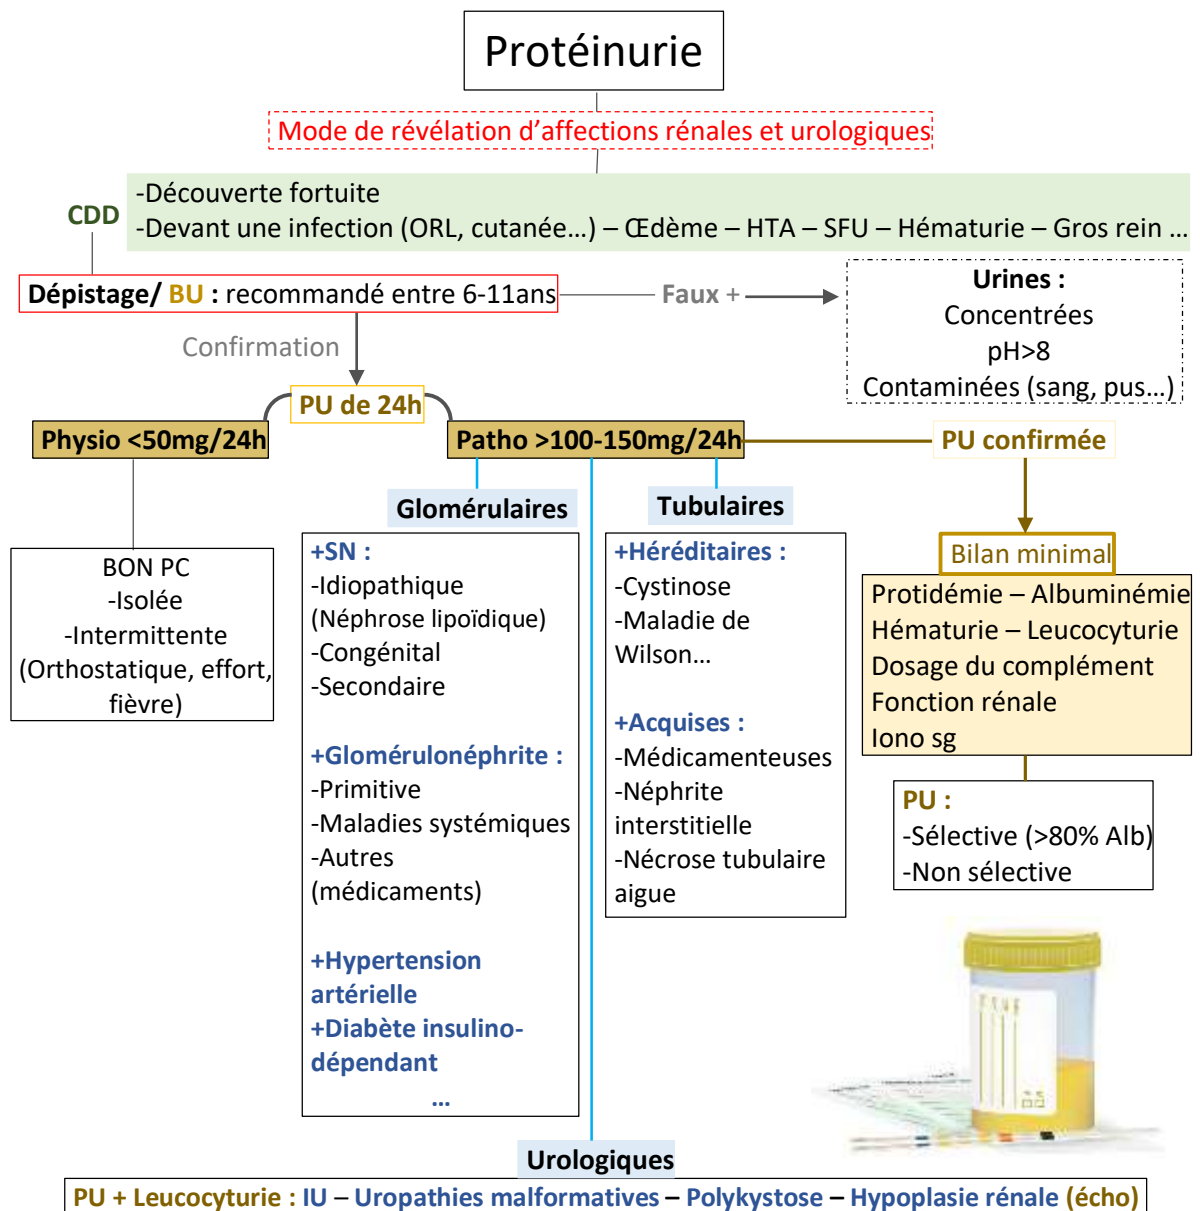 Protéinurie
Mode de révélation d'affections rénales et urologiques
CDD
-Découverte fortuite
-Devant une infection (ORL, cutanée…) – Œdème – HTA – SFU – Hématurie – Gros rein …
Dépistage/ BU : recommandé entre 6-11ans
Faux +
Urines :
Concentrées
pH>8
Contaminées (sang, pus…)
Confirmation
PU de 24h
Physio <50mg/24h
Patho >100-150mg/24h
PU confirmée
BON PC
-Isolée
-Intermittente
(Orthostatique, effort,
fièvre)
Glomérulaires
+SN :
-Idiopathique
(Néphrose lipoïdique)
-Congénital
-Secondaire
+Glomérulonéphrite :
-Primitive
-Maladies systémiques
-Autres
(médicaments)
+Hypertension
artérielle
+Diabète insulino-
dépendant
…
Tubulaires
+Héréditaires :
-Cystinose
-Maladie de
Wilson…
+Acquises :
-Médicamenteuses
-Néphrite
interstitielle
-Nécrose tubulaire
aigue
Bilan minimal
Protidémie – Albuminémie
Hématurie – Leucocyturie
Dosage du complément
Fonction rénale
Iono sg
PU :
-Sélective (>80% Alb)
-Non sélective
Urologiques
PU + Leucocyturie : IU – Uropathies malformatives – Polykystose – Hypoplasie rénale (écho)